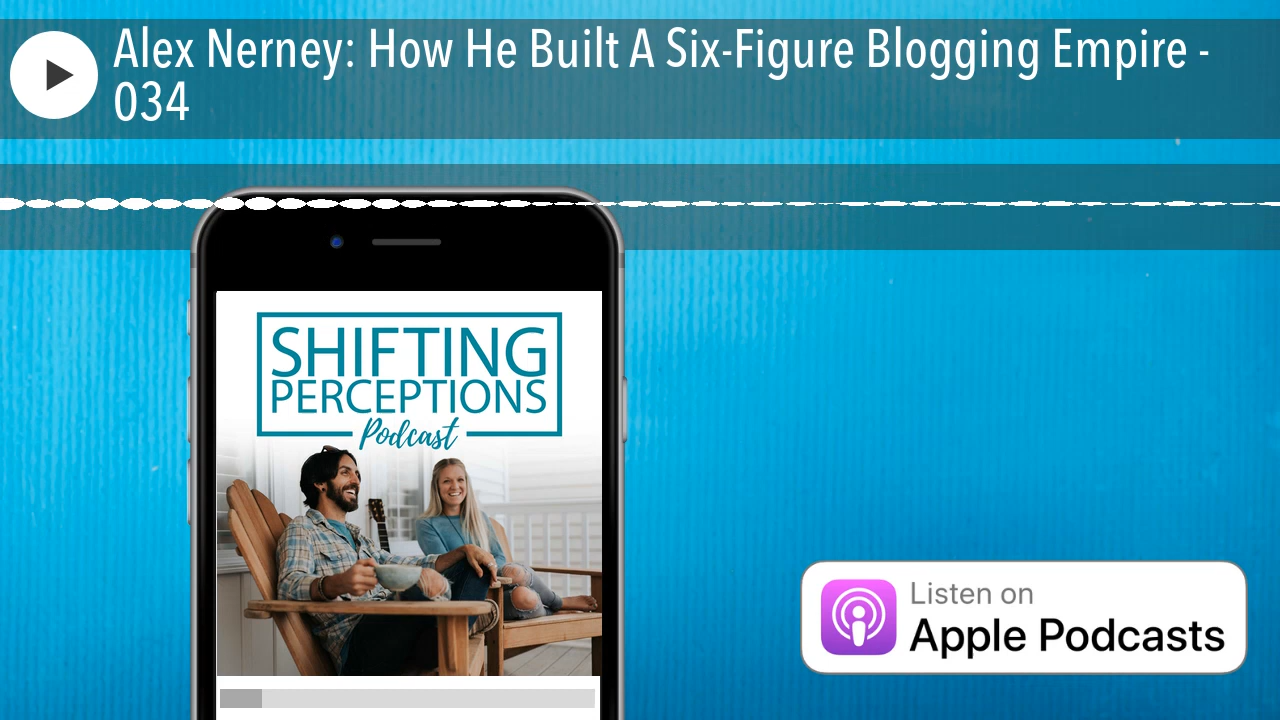 Alex Nerney: How He Built A Six-Figure Blogging Empire -
034
SHIFTING
PERCEPTIONS
Podcast
Listen on
Apple Podcasts